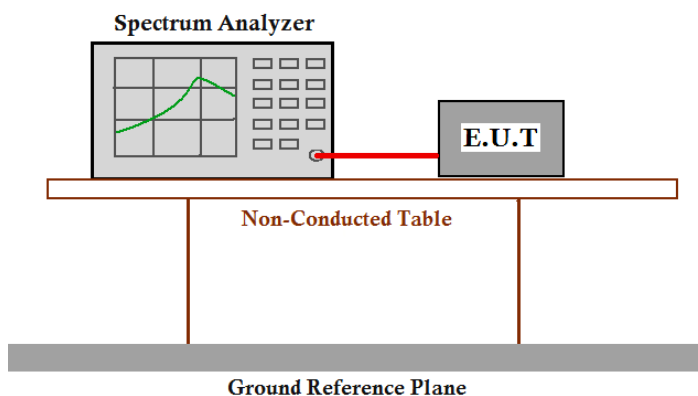 Spectrum Analyzer
E.U.T
Non-Conducted Table
Ground Reference Plane